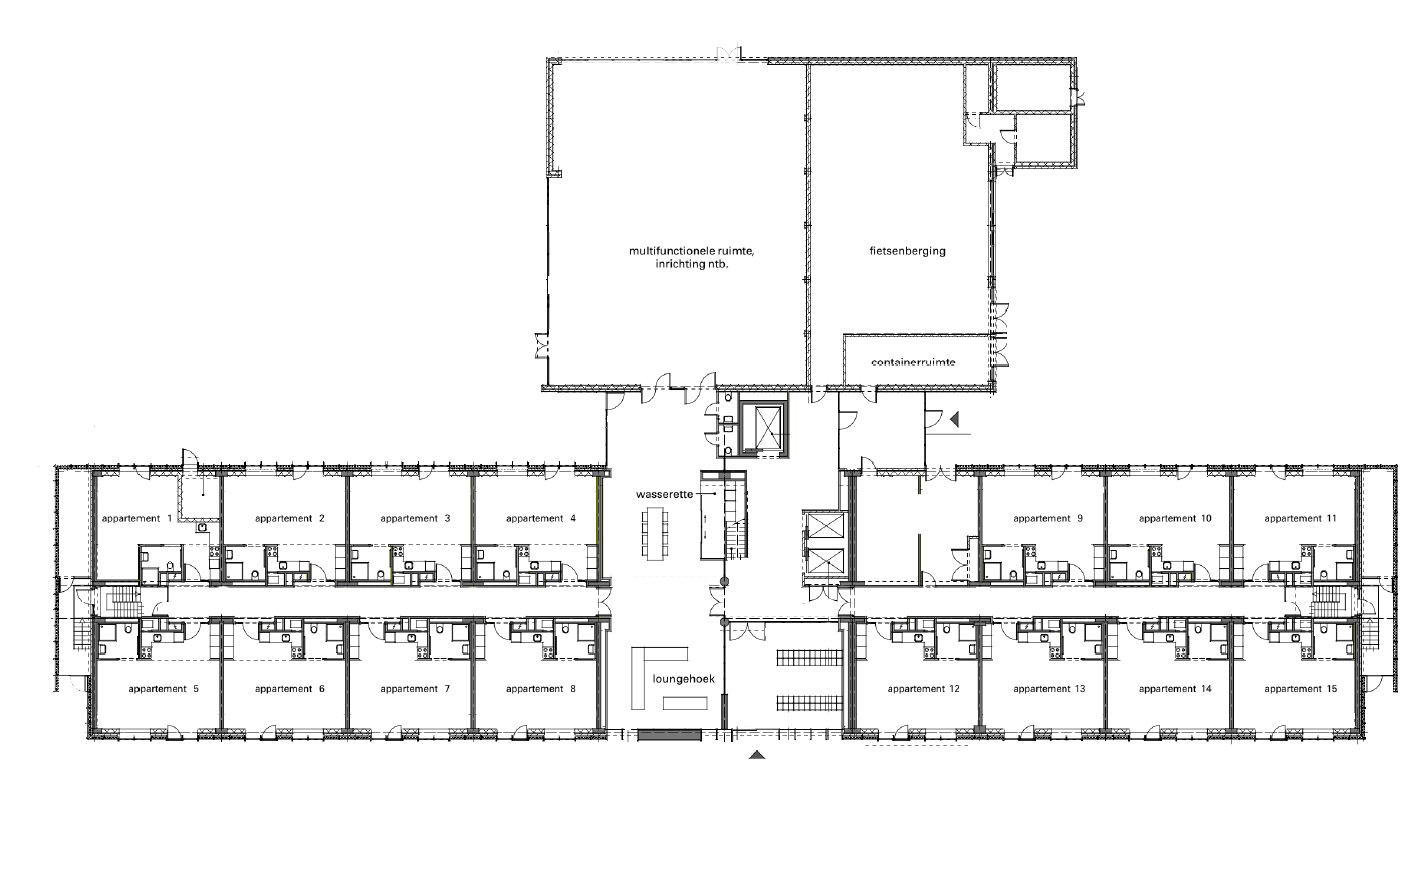 multifunctionele ruimte,
inrichting ntb.
fietsenberging
containerruimte
wasserette
appartement 1
appartement 2
appartement 3
appartement 4
appartement 9
appartement 10
appartement 11
loungehoek
appartement 5
appartement 6
appartement 7
appartement 8
appartement 12
appartement 13
appartement 14
appartement 15